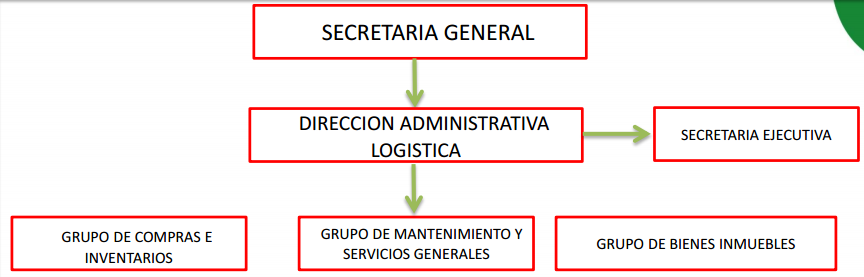 SECRETARIA GENERAL
DIRECCION ADMINISTRATIVA
LOGISTICA
SECRETARIA EJECUTIVA
GRUPO DE COMPRAS E
INVENTARIOS
GRUPO DE MANTENIMIENTO Y
SERVICIOS GENERALES
GRUPO DE BIENES INMUEBLES